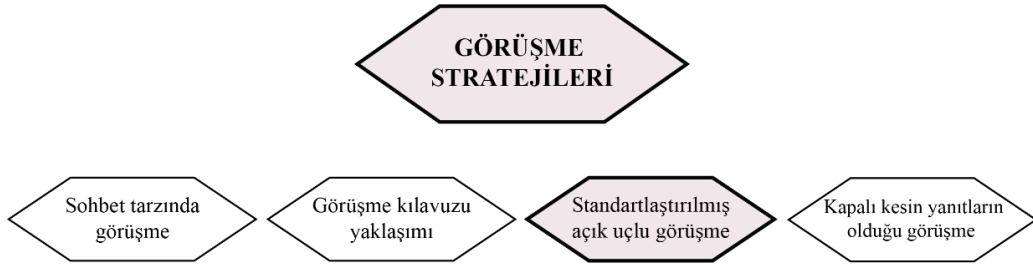 GÖRÜŞME
STRATEJİLERİ
Sohbet tarzında
görüşme
Görüşme kılavuzu
yaklaşımı
Standartlaştırılmış
açık uçlu görüşme
Kapalı kesin yanıtların
olduğu görüşme